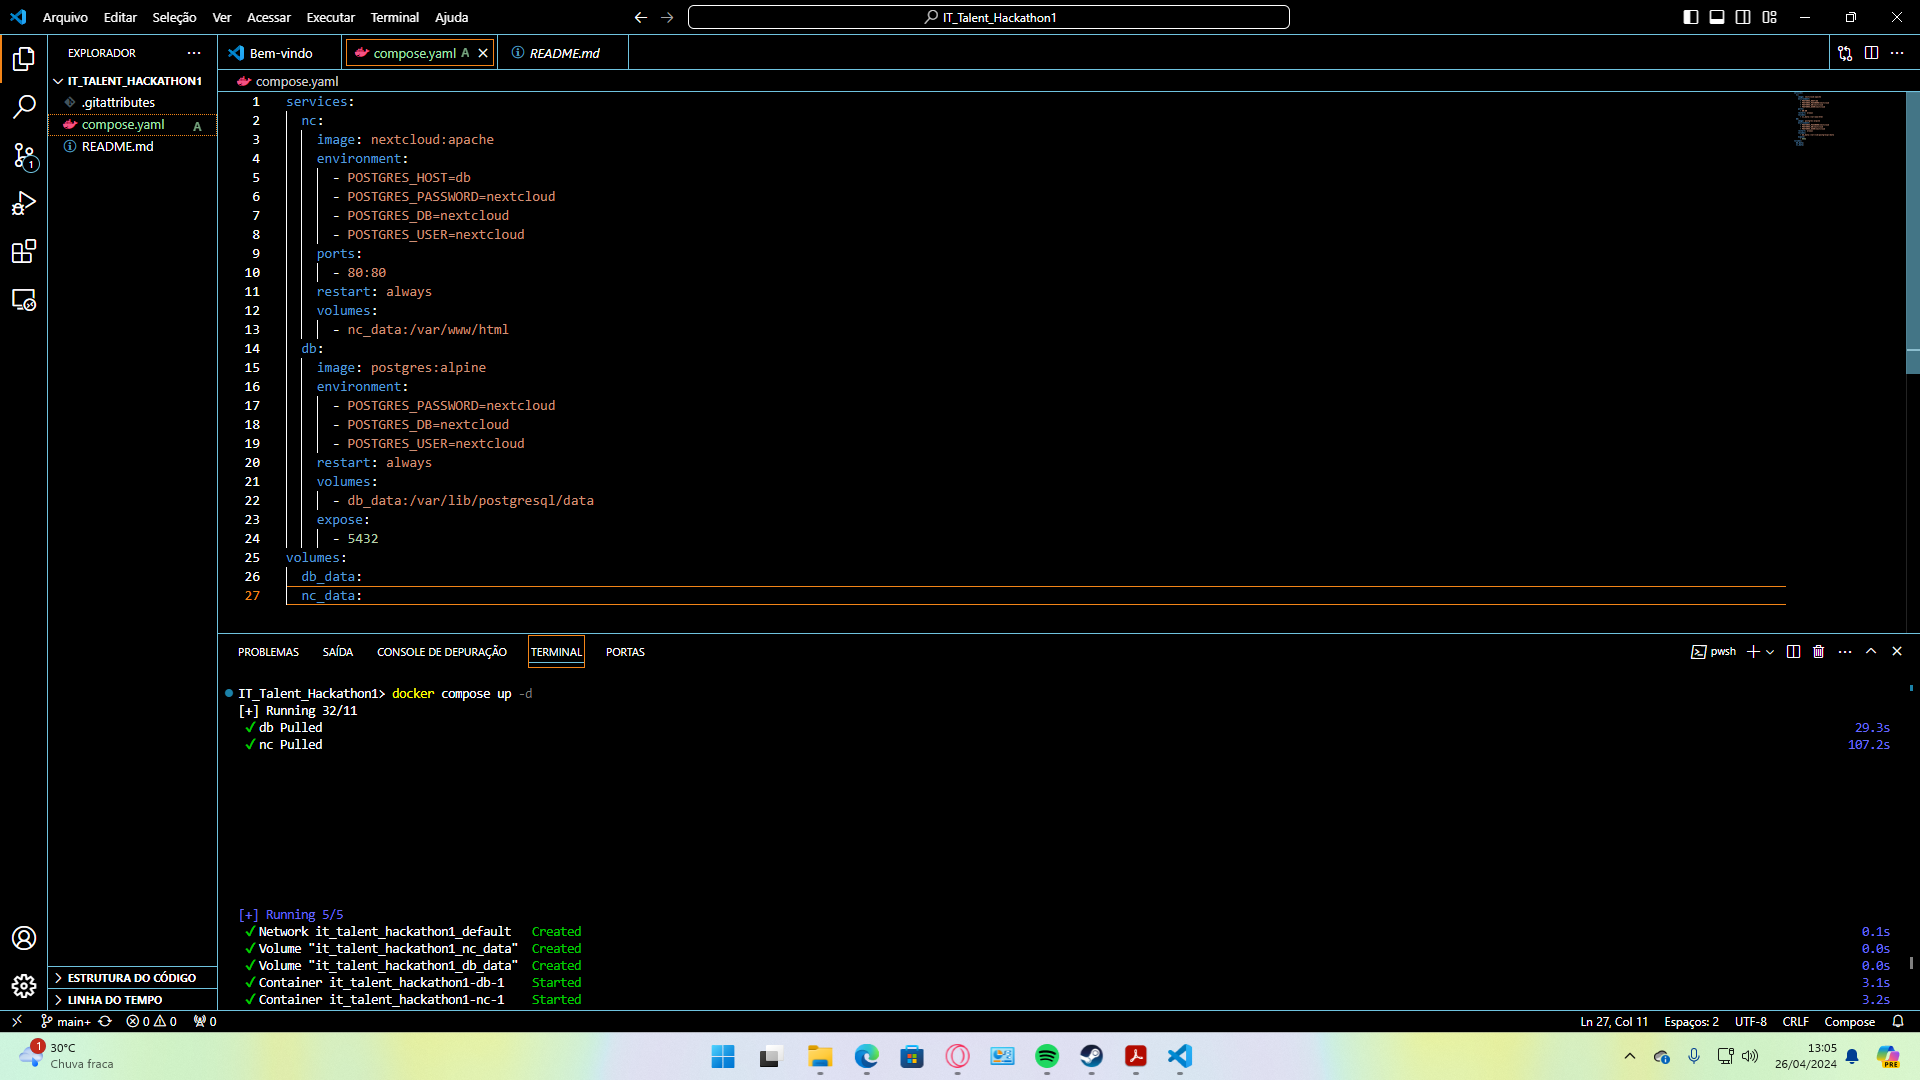 Arquivo Editar Seleção Ver Acessar Executar Terminal Ajuda
IT_Talent_Hackathon1
EXPLORADOR
IT_TALENT_HACKATHON1
.gitattributes
compose.yaml A
README.md
1
Bem-vindo
compose.yaml A
README.md
compose.yaml
1 services:
2 nc:
3 image: nextcloud:apache
4 environment:
5 - POSTGRES_HOST=db
6 - POSTGRES_PASSWORD=nextcloud
7 - POSTGRES_DB=nextcloud
8 - POSTGRES_USER=nextcloud
9 ports:
10 - 80:80
11 restart: always
12 volumes:
13 - nc_data:/var/www/html
14 db:
15 image: postgres:alpine
16 environment:
17 - POSTGRES_PASSWORD=nextcloud
18 - POSTGRES_DB=nextcloud
19 - POSTGRES_USER=nextcloud
20 restart: always
21 volumes:
22 - db_data:/var/lib/postgresql/data
23 expose:
24 - 5432
25 volumes:
26 db_data:
27 nc_data:
PROBLEMAS SAÍDA CONSOLE DE DEPURAÇÃO TERMINAL PORTAS
pwsh
IT_Talent_Hackathon1> docker compose up -d
[+] Running 32/11
✔ db Pulled 29.3s
✔ nc Pulled 107.2s
[+] Running 5/5
✔ Network it_talent_hackathon1_default Created 0.1s
✔ Volume "it_talent_hackathon1_nc_data" Created 0.0s
✔ Volume "it_talent_hackathon1_db_data" Created 0.0s
✔ Container it_talent_hackathon1-db-1 Started 3.1s
✔ Container it_talent_hackathon1-nc-1 Started 3.2s
ESTRUTURA DO CÓDIGO
LINHA DO TEMPO
main+ 0 0 0
Ln 27, Col 11 Espaços: 2 UTF-8 CRLF Compose
1
30°C
Chuva fraca
13:05
26/04/2024
PRE